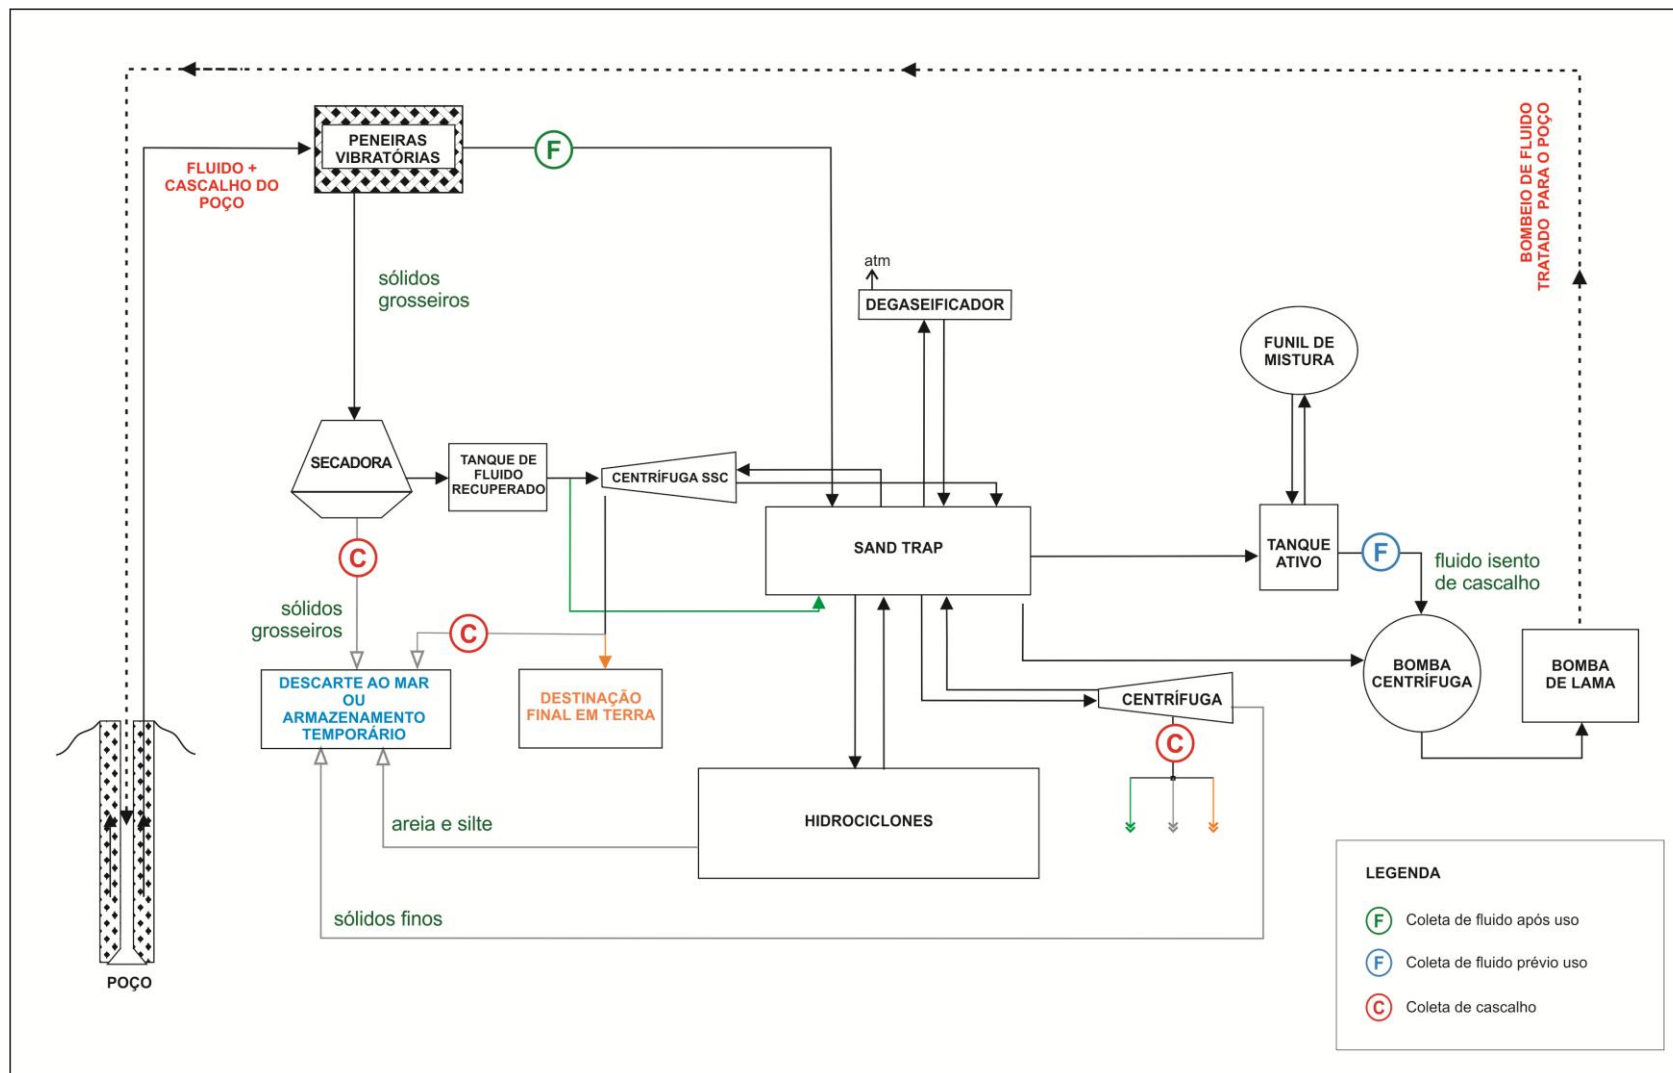 PENEIRAS
VIBRATÓRIAS
F
FLUIDO +
CASCALHO DO
POÇO
BOMBEIO DE FLUIDO
TRATADO PARA O POÇO
sólidos
grosseiros
atm
DEGASEIFICADOR
FUNIL DE
MISTURA
SECADORA
TANQUE DE
FLUIDO
RECUPERADO
CENTRÍFUGA SSC
SAND TRAP
TANQUE
ATIVO
F
fluido isento
de cascalho
C
sólidos
grosseiros
C
DESCARTE AO MAR
OU
ARMAZENAMENTO
TEMPORÁRIO
DESTINAÇÃO
FINAL EM TERRA
CENTRÍFUGA
C
BOMBA
CENTRÍFUGA
BOMBA
DE LAMA
HIDROCICLONES
areia e silte
sólidos finos
POÇO
LEGENDA
F Coleta de fluido após uso
F Coleta de fluido prévio uso
C Coleta de cascalho